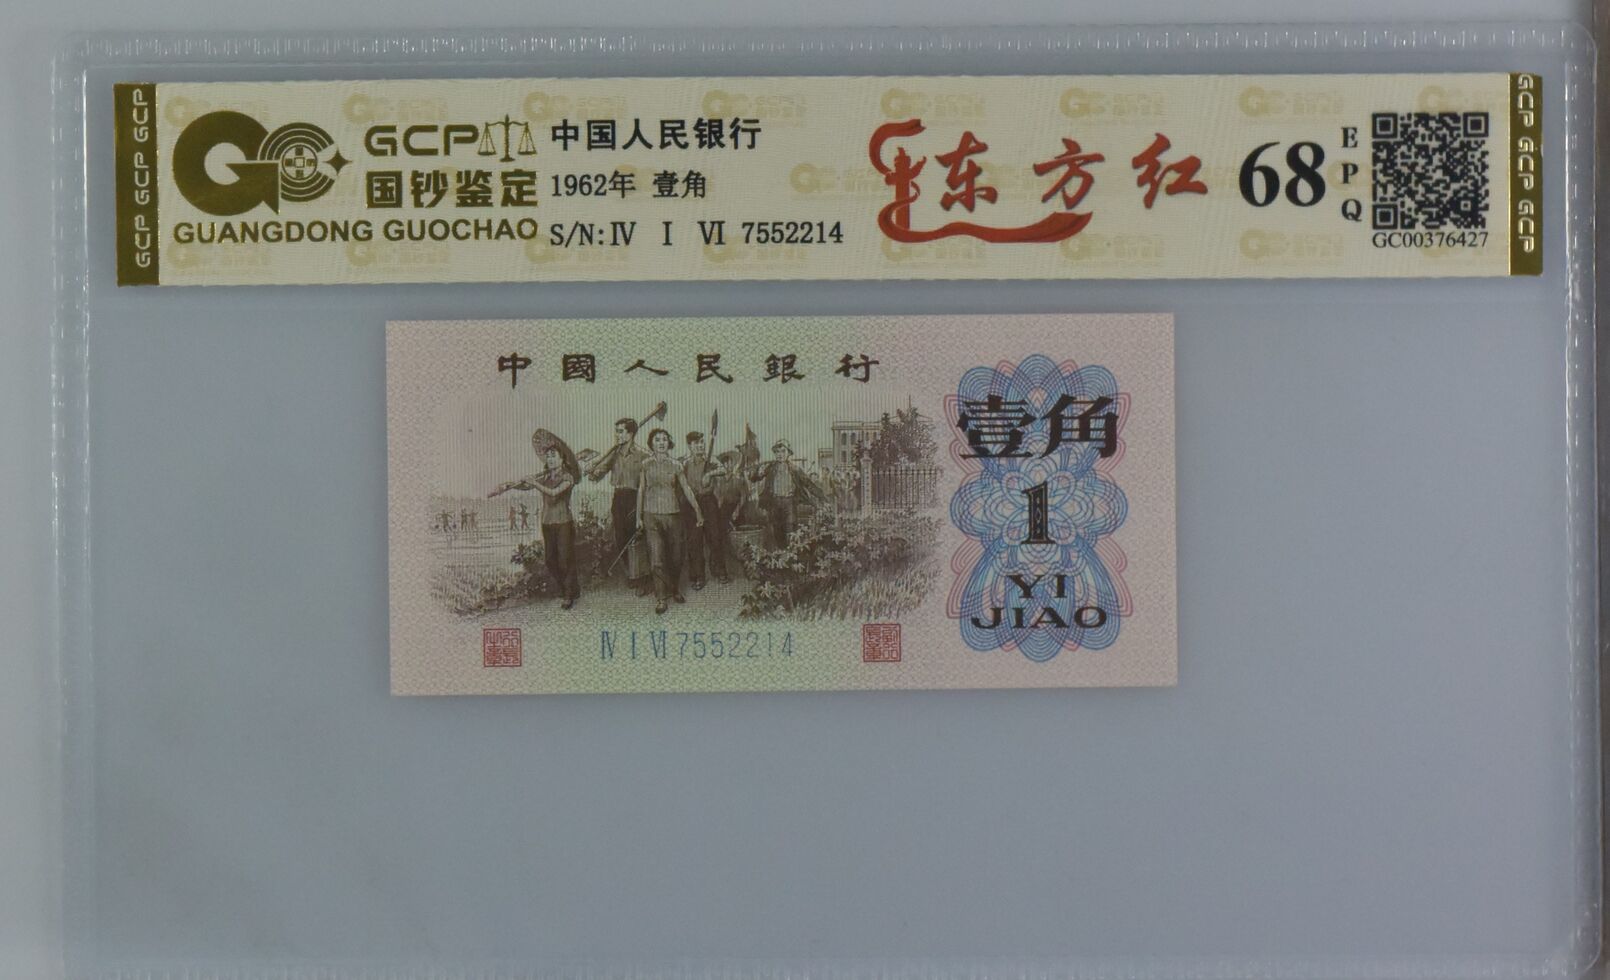 GCP GCP GCP
GCP
国钞鉴定
GUANGDONG GUOCHAO
中国人民银行
1962年 壹角
S/N:Ⅳ Ⅰ Ⅵ 7552214
东方红
68
EPQ
GC00376427
GCP GCP GCP
中國人民銀行
壹角
1
YI
JIAO
Ⅳ Ⅰ Ⅵ 7552214